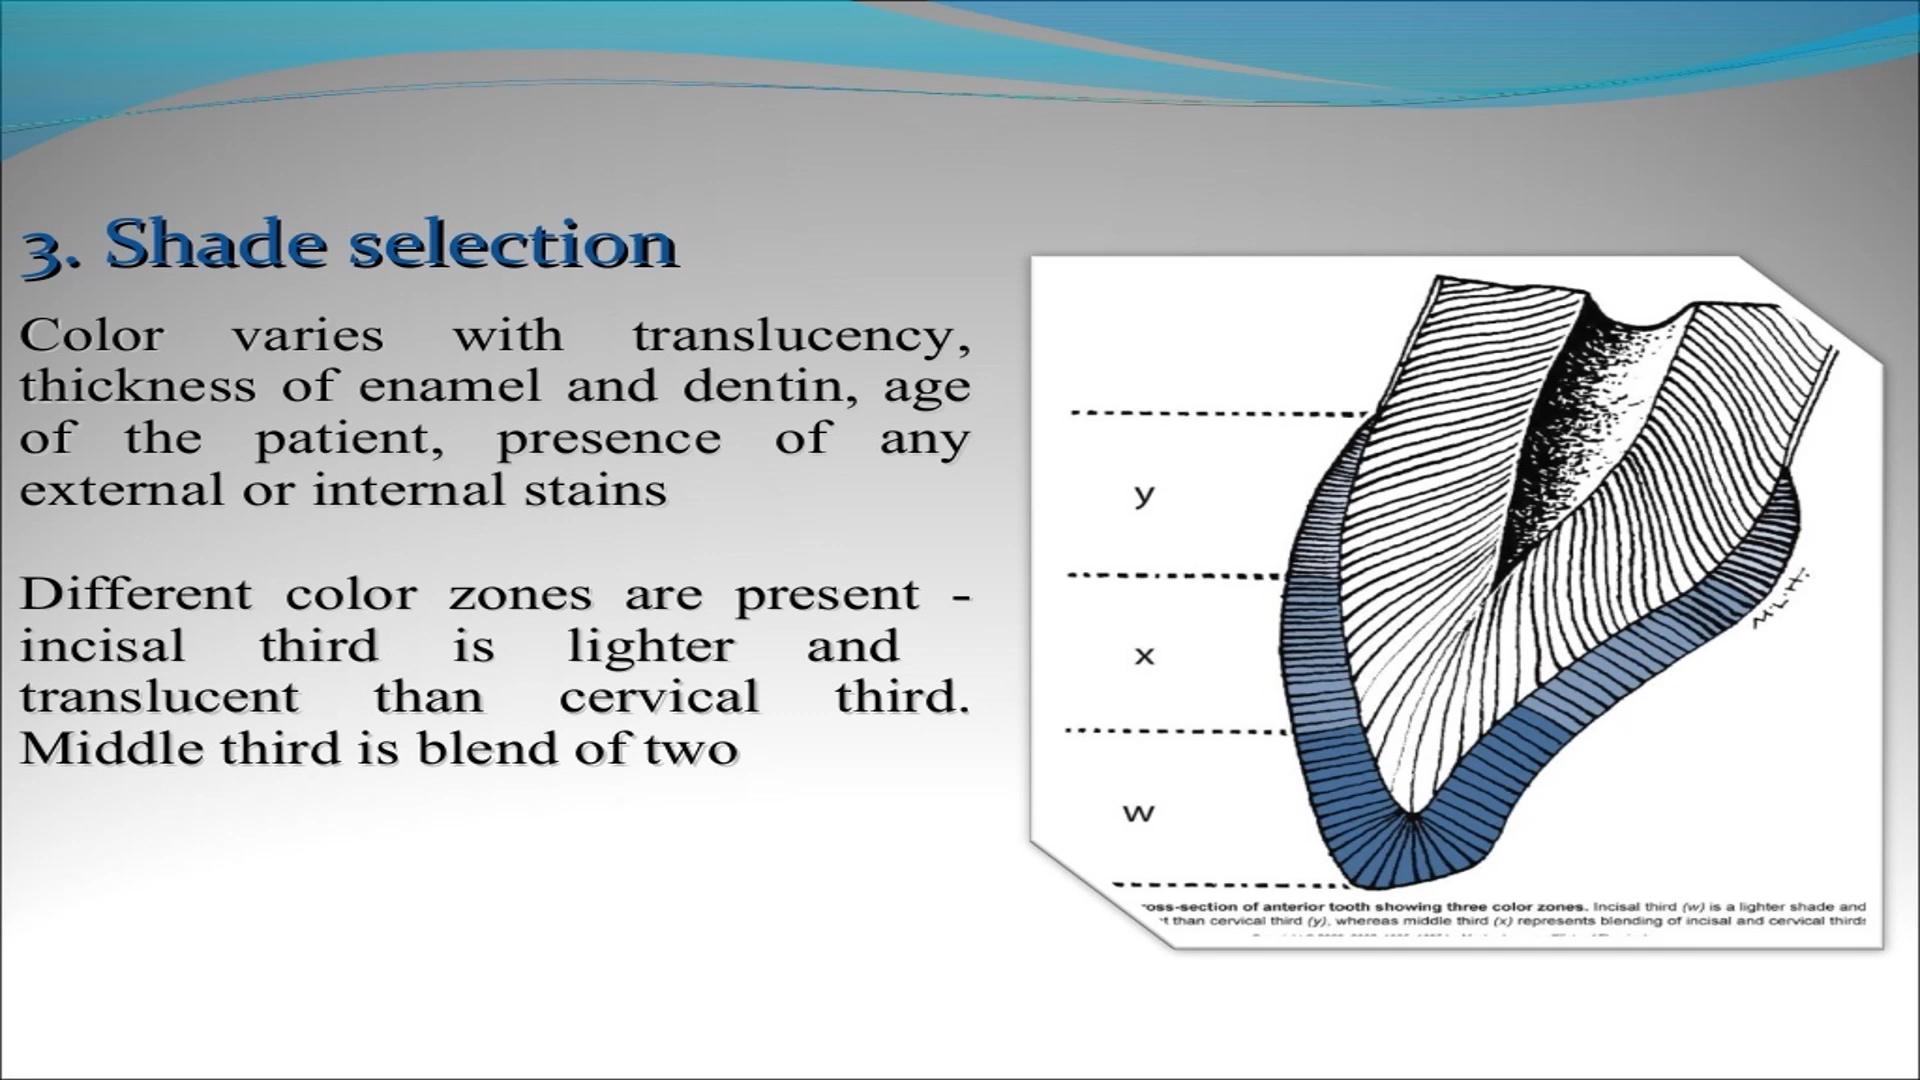 3. Shade selection
Color varies with translucency,
thickness of enamel and dentin, age
of the patient, presence of any
external or internal stains
Different color zones are present -
incisal third is lighter and
translucent than cervical third.
Middle third is blend of two
y
x
w
M.L.H.
ross-section of anterior tooth showing three color zones. Incisal third (w) is a lighter shade and
t than cervical third (y), whereas middle third (x) represents blending of incisal and cervical thirds